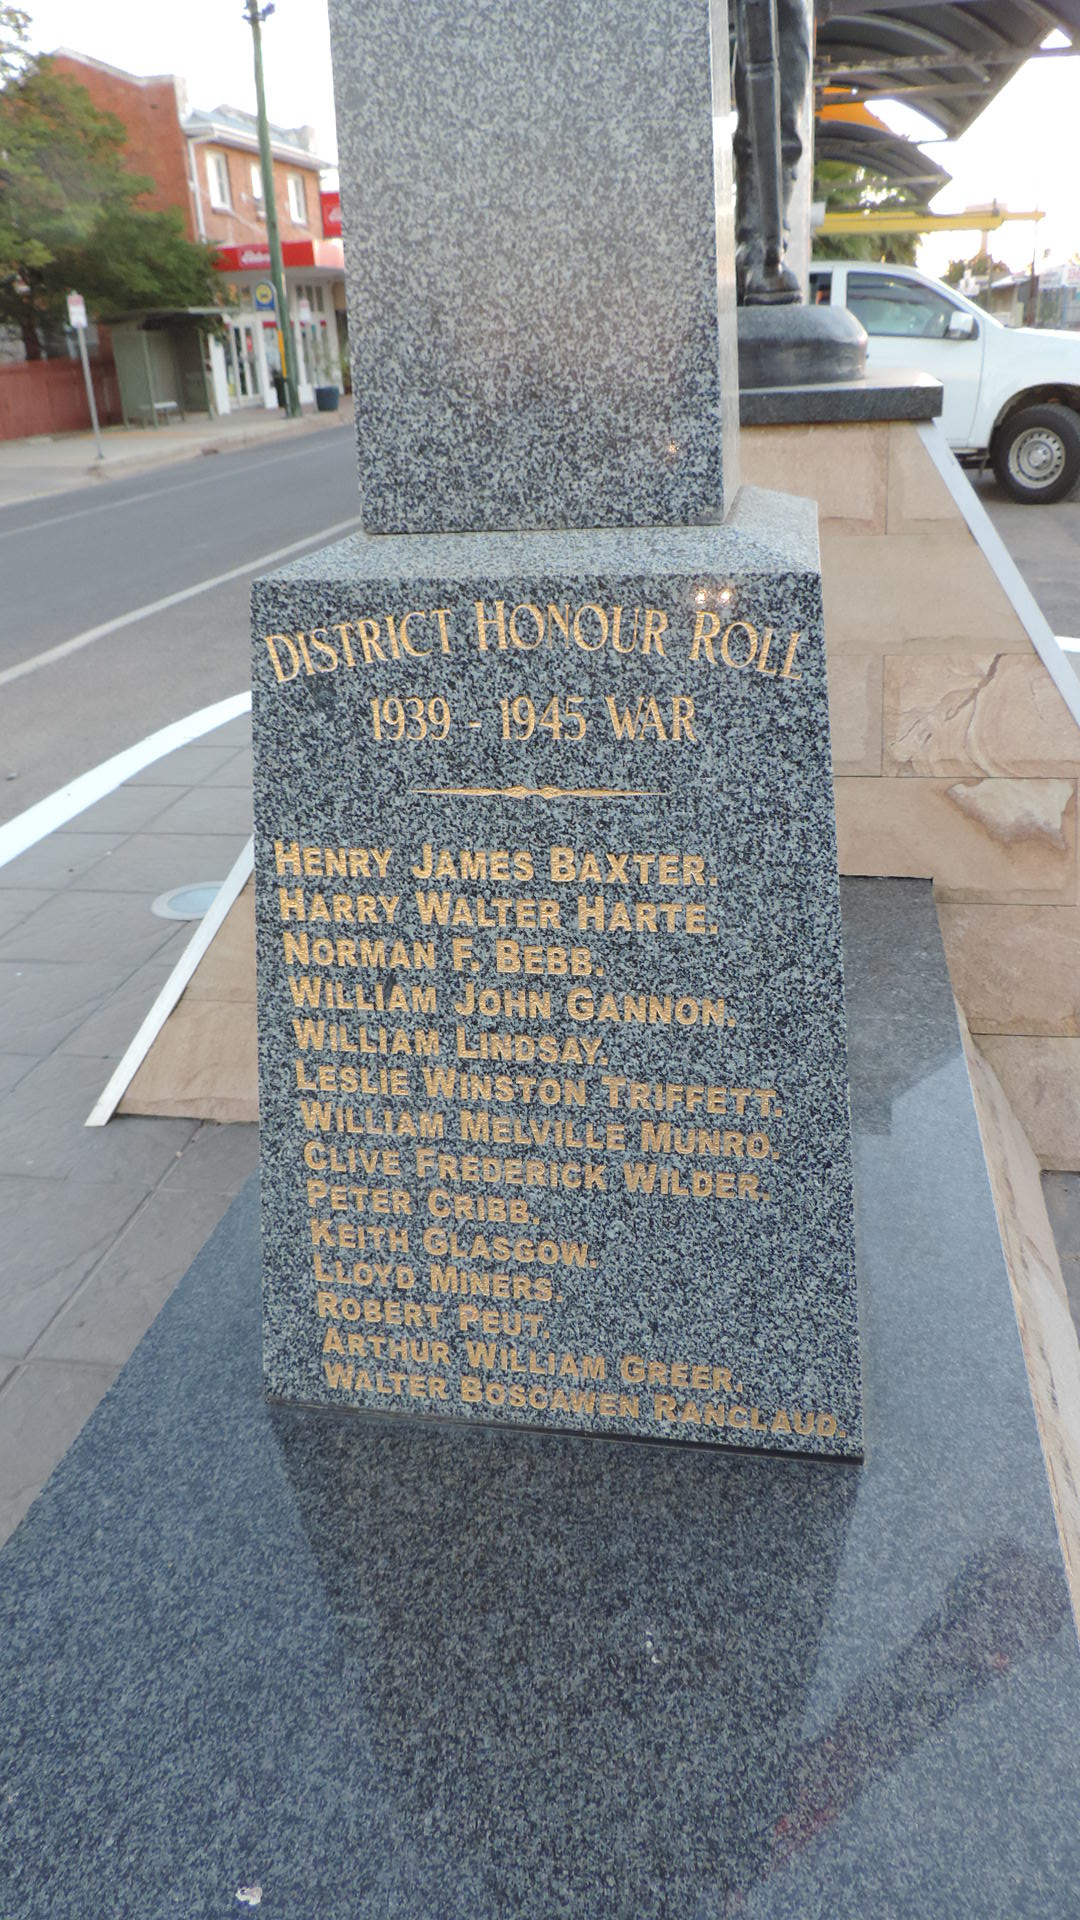 DISTRICT HONOUR ROLL
1939 - 1945 WAR
HENRY JAMES BAXTER.
HARRY WALTER HARTE.
NORMAN F. BEBB.
WILLIAM JOHN GANNON.
WILLIAM LINDSAY.
LESLIE WINSTON TRIFFETT.
WILLIAM MELVILLE MUNRO.
CLIVE FREDERICK WILDER.
PETER CRIBB.
KEITH GLASGOW.
LLOYD MINERS.
ROBERT PEUT.
ARTHUR WILLIAM GREER.
WALTER BOSCAWEN RANCLAUD.